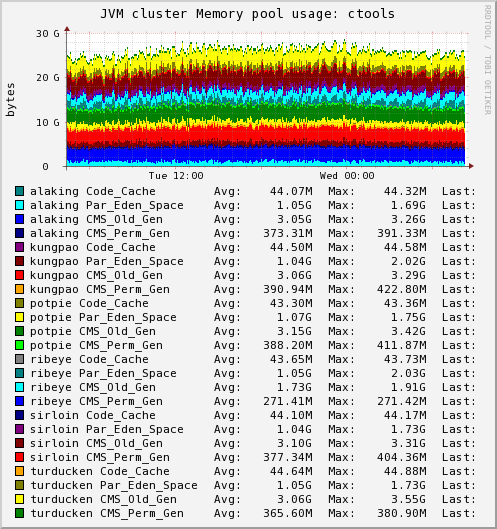 JVM cluster Memory pool usage: ctools
RRDTOOL / TOBI OETIKER
bytes
30 G
20 G
10 G
0
Tue 12:00 Wed 00:00
alaking Code_Cache Avg: 44.07M Max: 44.32M Last:
alaking Par_Eden_Space Avg: 1.05G Max: 1.69G Last:
alaking CMS_Old_Gen Avg: 3.05G Max: 3.26G Last:
alaking CMS_Perm_Gen Avg: 373.31M Max: 391.33M Last:
kungpao Code_Cache Avg: 44.50M Max: 44.58M Last:
kungpao Par_Eden_Space Avg: 1.04G Max: 2.02G Last:
kungpao CMS_Old_Gen Avg: 3.06G Max: 3.29G Last:
kungpao CMS_Perm_Gen Avg: 390.94M Max: 422.80M Last:
potpie Code_Cache Avg: 43.30M Max: 43.36M Last:
potpie Par_Eden_Space Avg: 1.07G Max: 1.75G Last:
potpie CMS_Old_Gen Avg: 3.15G Max: 3.42G Last:
potpie CMS_Perm_Gen Avg: 388.20M Max: 411.87M Last:
ribeye Code_Cache Avg: 43.65M Max: 43.73M Last:
ribeye Par_Eden_Space Avg: 1.05G Max: 2.03G Last:
ribeye CMS_Old_Gen Avg: 1.73G Max: 1.91G Last:
ribeye CMS_Perm_Gen Avg: 271.41M Max: 271.42M Last:
sirloin Code_Cache Avg: 44.10M Max: 44.17M Last:
sirloin Par_Eden_Space Avg: 1.04G Max: 1.73G Last:
sirloin CMS_Old_Gen Avg: 3.10G Max: 3.31G Last:
sirloin CMS_Perm_Gen Avg: 377.34M Max: 404.36M Last:
turducken Code_Cache Avg: 44.64M Max: 44.88M Last:
turducken Par_Eden_Space Avg: 1.05G Max: 1.73G Last:
turducken CMS_Old_Gen Avg: 3.06G Max: 3.55G Last:
turducken CMS_Perm_Gen Avg: 365.60M Max: 380.90M Last: